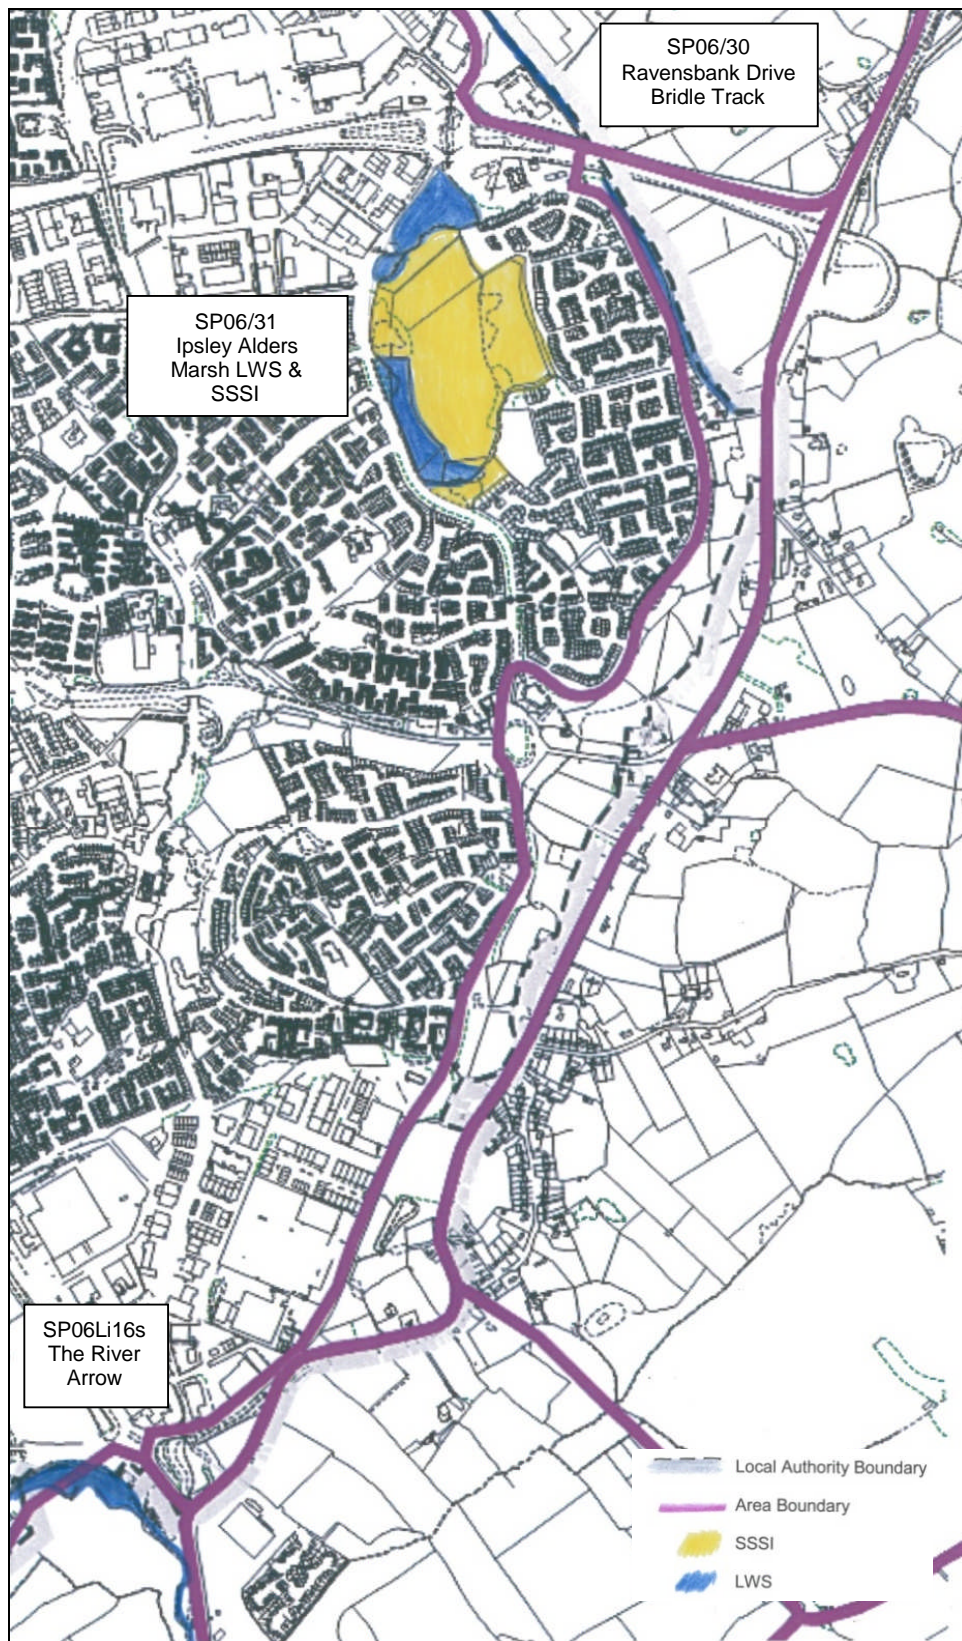 SP06/30
Ravensbank Drive
Bridle Track
SP06/31
Ipsley Alders
Marsh LWS &
SSSI
SP06Li16s
The River
Arrow
Local Authority Boundary
Area Boundary
SSSI
LWS